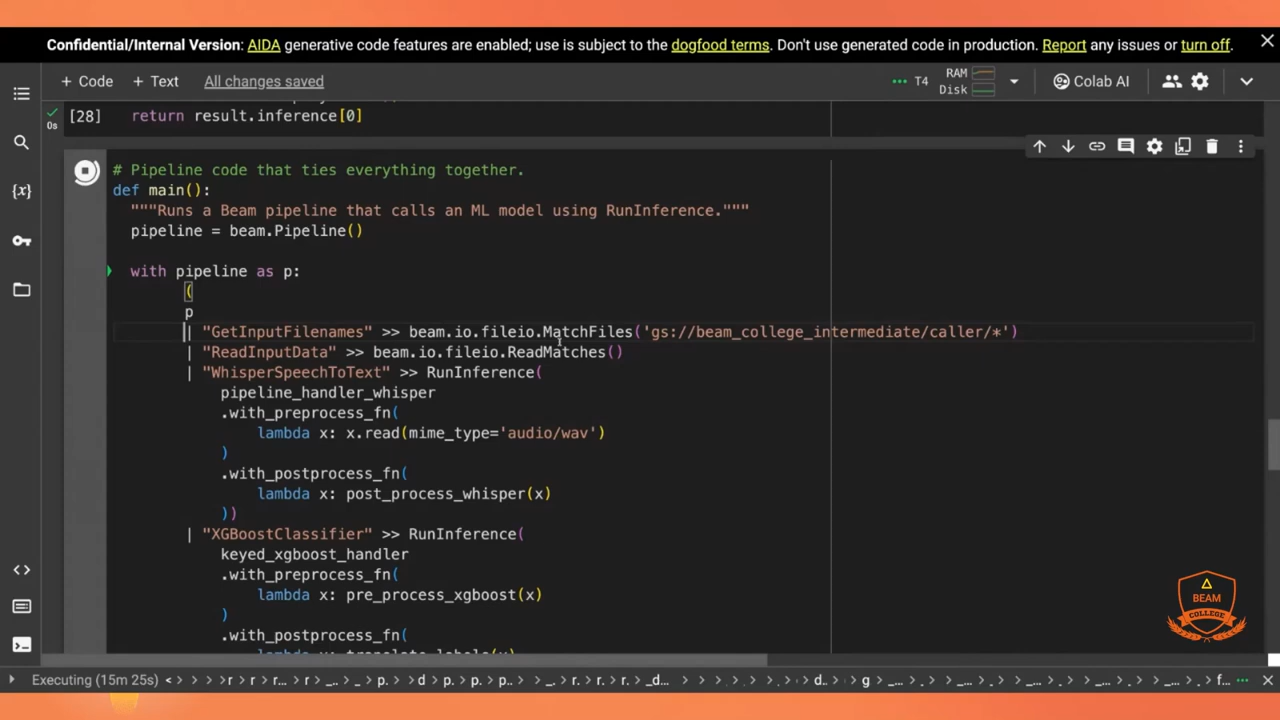 Confidential/Internal Version: AIDA generative code features are enabled; use is subject to the dogfood terms. Don't use generated code in production. Report any issues or turn off.
+ Code + Text All changes saved
T4
RAM
Disk
Colab AI
0s
[28] return result.inference[0]
# Pipeline code that ties everything together.
def main():
"""Runs a Beam pipeline that calls an ML model using RunInference."""
pipeline = beam.Pipeline()
with pipeline as p:
(
p
| "GetInputFilenames" >> beam.io.fileio.MatchFiles('gs://beam_college_intermediate/caller/*')
| "ReadInputData" >> beam.io.fileio.ReadMatches()
| "WhisperSpeechToText" >> RunInference(
pipeline_handler_whisper
.with_preprocess_fn(
lambda x: x.read(mime_type='audio/wav')
)
.with_postprocess_fn(
lambda x: post_process_whisper(x)
))
| "XGBoostClassifier" >> RunInference(
keyed_xgboost_handler
.with_preprocess_fn(
lambda x: pre_process_xgboost(x)
)
.with_postprocess_fn(
lambda x: translate_labels(x)
BEAM
COLLEGE
Executing (15m 25s)